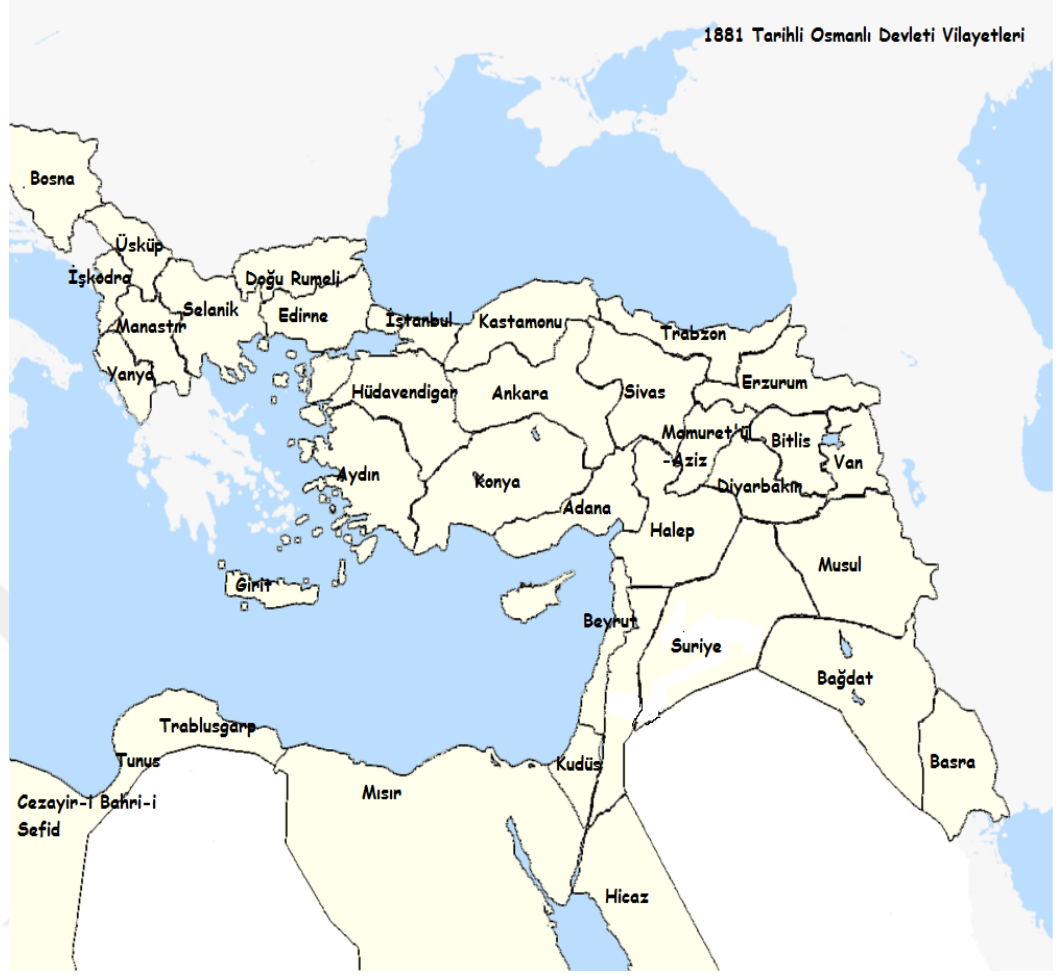 1881 Tarihli Osmanlı Devleti Vilayetleri
Bosna
Üsküp
İşkodra
Doğu Rumeli
Selanik
Edirne
Manastır
İstanbul
Kastamonu
Trabzon
Yanya
Hüdavendigar
Ankara
Sivas
Erzurum
Mamuret'ül
-Aziz
Bitlis
Van
Aydın
Konya
Adana
Diyarbakır
Halep
Musul
Girit
Beyrut
Suriye
Bağdat
Trablusgarp
Tunus
Kudüs
Basra
Mısır
Cezayir-i Bahri-i
Sefid
Hicaz